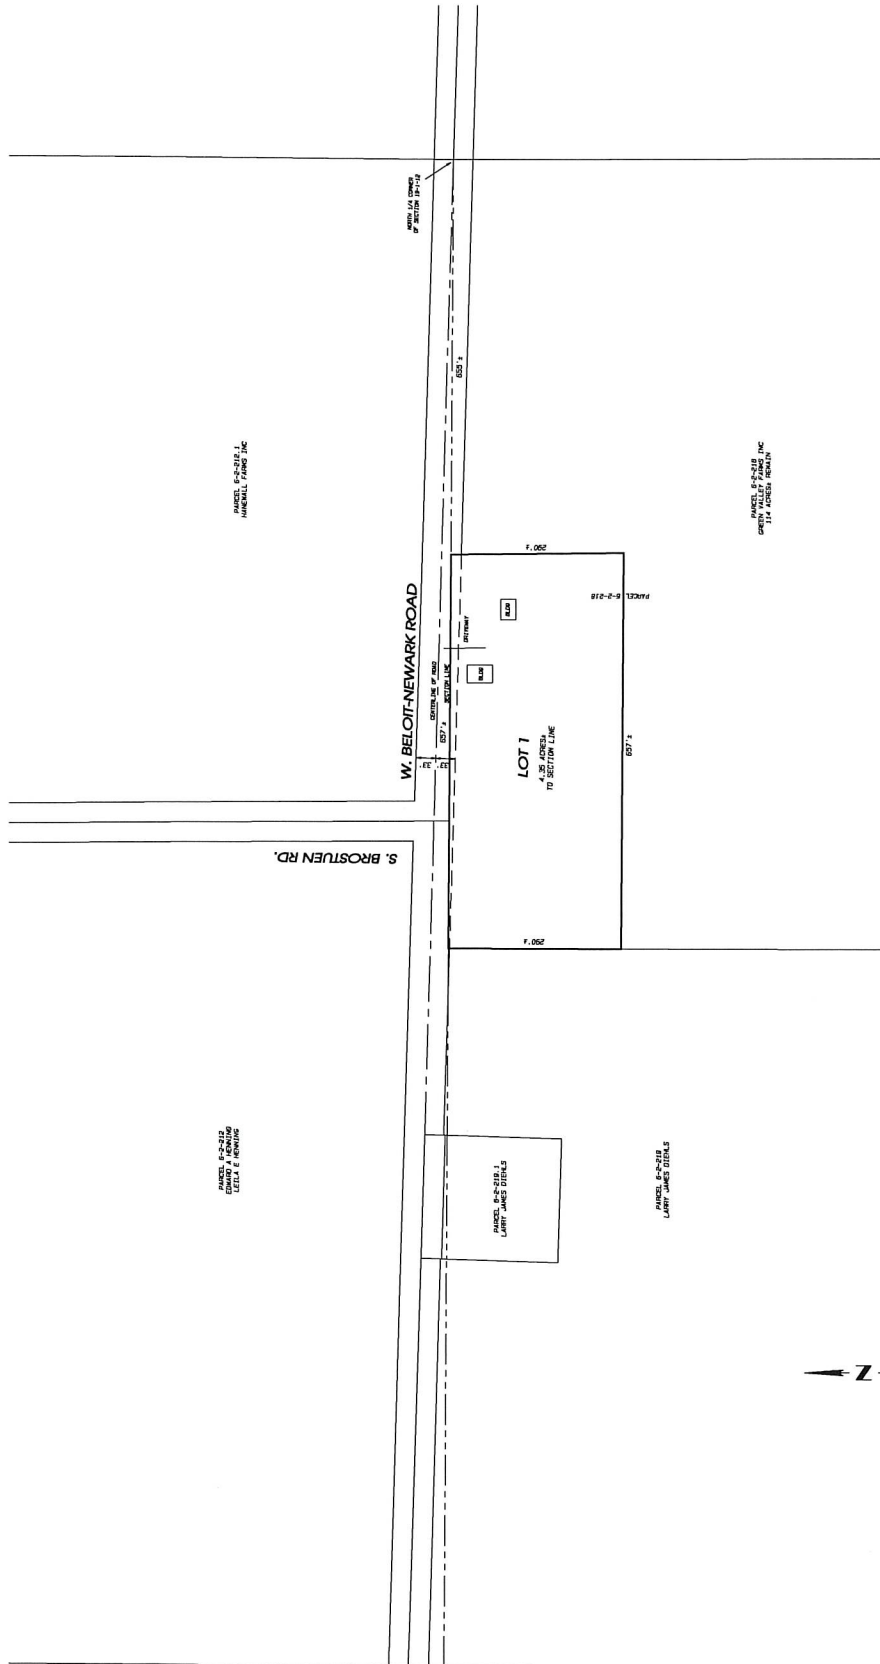 NORTH 1/4 CORNER
OF SECTION 19-1-12
655'±
PARCEL 6-2-212.1
HANEWALL FARMS INC
PARCEL 6-2-218
GREEN VALLEY FARMS INC
114 ACRES± REMAIN
290'±
PARCEL 6-2-218
BLDG
DRIVEWAY
BLDG
W. BELOIT-NEWARK ROAD
CENTERLINE OF ROAD
SECTION LINE
657'±
33'
33'
LOT 1
4.35 ACRES±
TO SECTION LINE
657'±
S. BROSTUEN RD.
290'±
PARCEL 6-2-212
EDWARD A HENNING
LEILA E HENNING
PARCEL 6-2-219.1
LARRY JAMES DIEHLS
PARCEL 6-2-219
LARRY JAMES DIEHLS
N